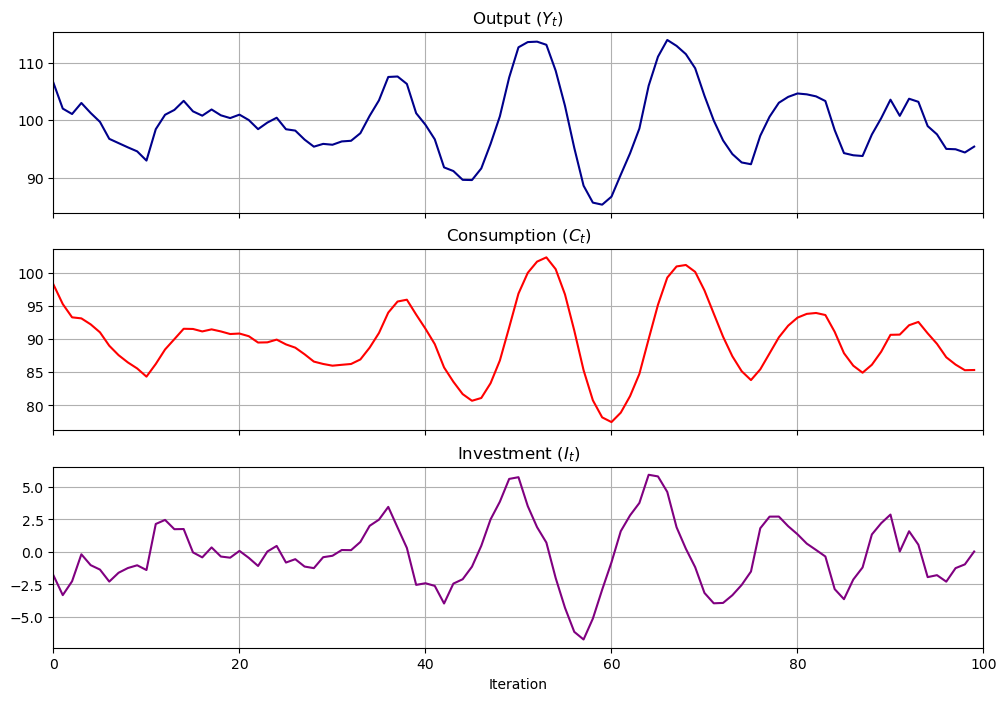 Output (Y_t)
110
100
90
Consumption (C_t)
100
95
90
85
80
Investment (I_t)
5.0
2.5
0.0
−2.5
−5.0
0 20 40 60 80 100
Iteration